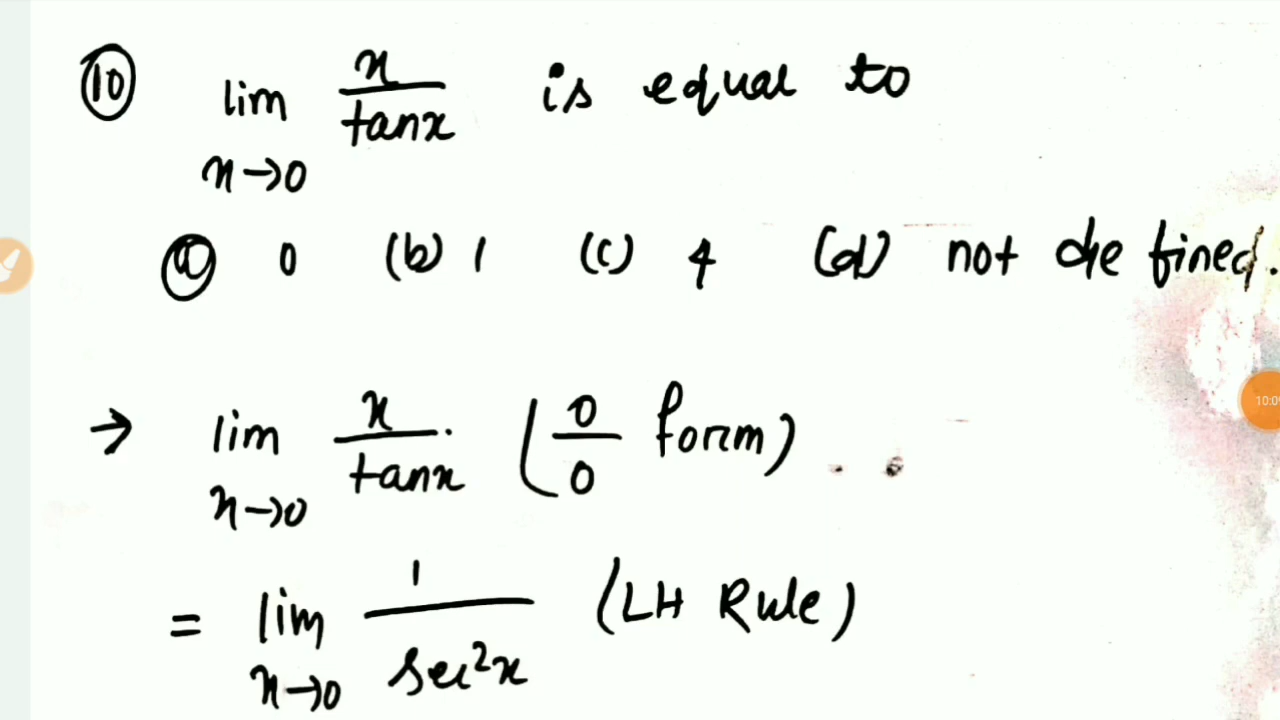 (10) lim x→0 x/tanx is equal to
(a) 0 (b) 1 (c) 4 (d) not defined.
→ lim x→0 x/tanx (0/0 form)
= lim x→0 1/sec²x (LH Rule)